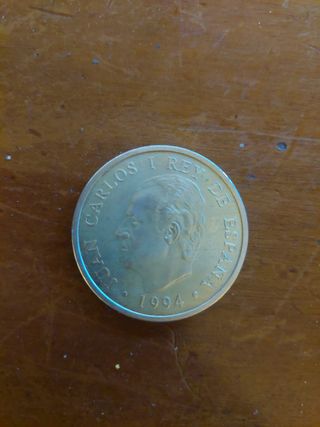 JUAN CARLOS I REY DE ESPAÑA
1994